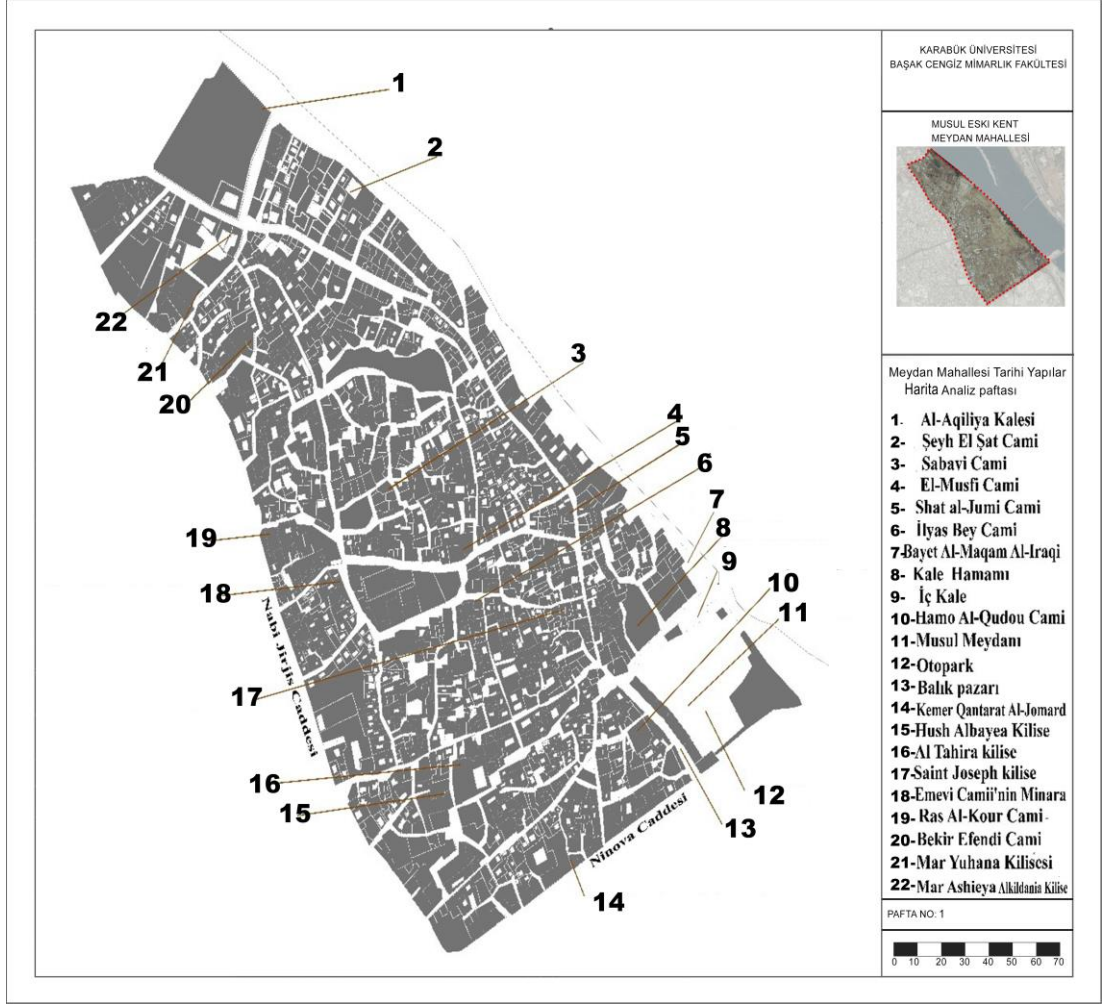 KARABÜK ÜNİVERSİTESİ
BAŞAK CENGİZ MİMARLIK FAKÜLTESİ
MUSUL ESKI KENT
MEYDAN MAHALLESİ
Meydan Mahallesi Tarihi Yapılar
Harita Analiz paftası
1. Al-Aqiliya Kalesi
2- Şeyh El Şat Cami
3- Sabavi Cami
4- El-Musfi Cami
5- Shat al-Jumi Cami
6- İlyas Bey Cami
7-Bayet Al-Maqam Al-Iraqi
8- Kale Hamamı
9- İç Kale
10-Hamo Al-Qudou Cami
11-Musul Meydanı
12-Otopark
13-Balık pazarı
14-Kemer Qantarat Al-Jomard
15-Hush Albayea Kilise
16-Al Tahira kilise
17-Saint Joseph kilise
18-Emevi Camii'nin Minara
19-Ras Al-Kour Cami-
20-Bekir Efendi Cami
21-Mar Yuhana Kilisesi
22-Mar Ashieya Alkildania Kilise
PAFTA NO: 1
0 10 20 30 40 50 60 70
1
2
22
21
20
3
4
5
6
7
8
9
19
18
10
11
17
16
15
12
13
14
Nabi Jirjis Caddesi
Ninova Caddesi